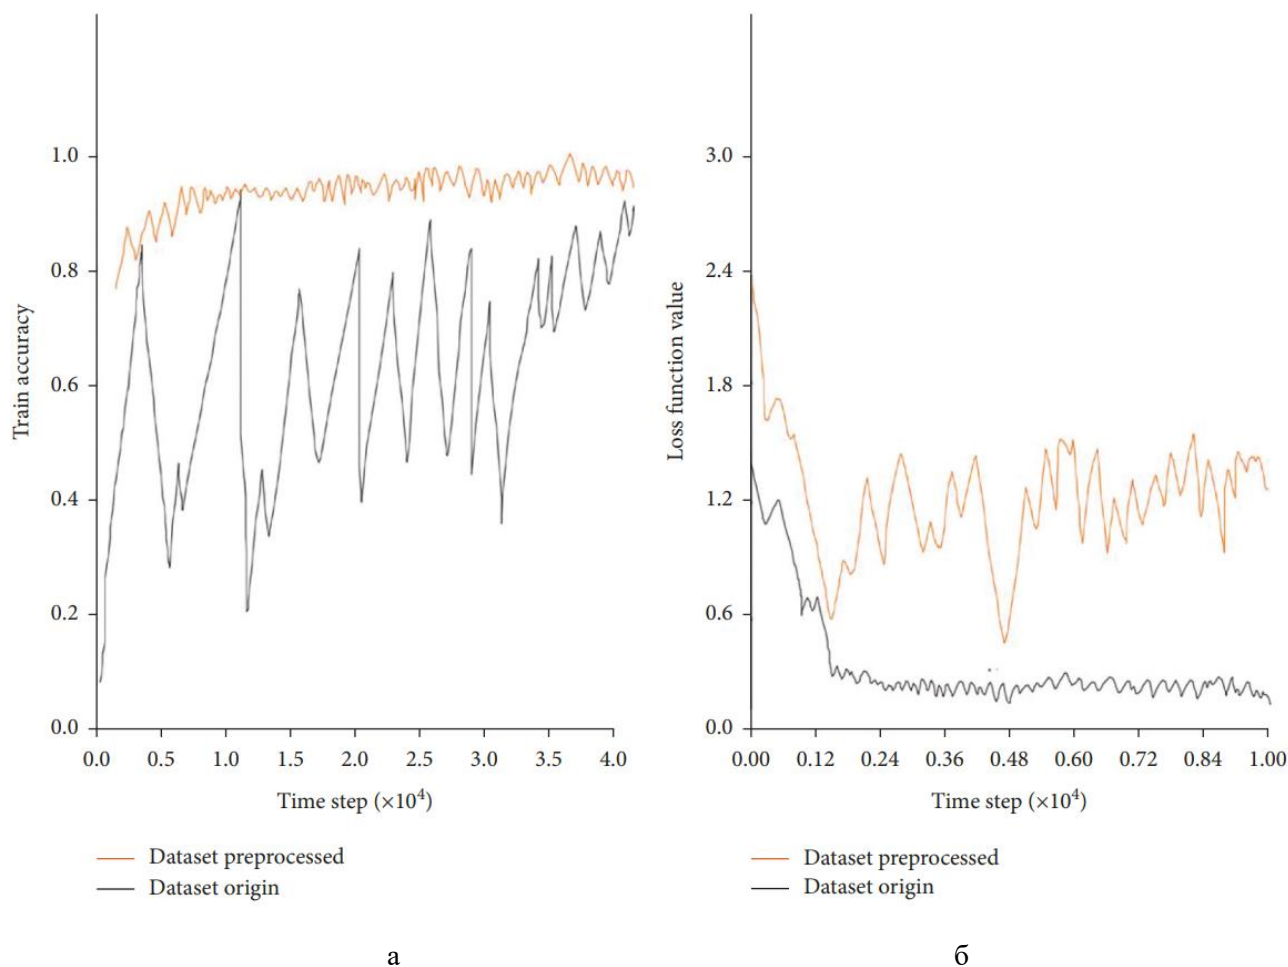 1.0
0.8
0.6
0.4
0.2
0.0
Train accuracy
0.0 0.5 1.0 1.5 2.0 2.5 3.0 3.5 4.0
Time step (×10⁴)
Dataset preprocessed
Dataset origin
а
3.0
2.4
1.8
1.2
0.6
0.0
Loss function value
0.00 0.12 0.24 0.36 0.48 0.60 0.72 0.84 1.00
Time step (×10⁴)
Dataset preprocessed
Dataset origin
б